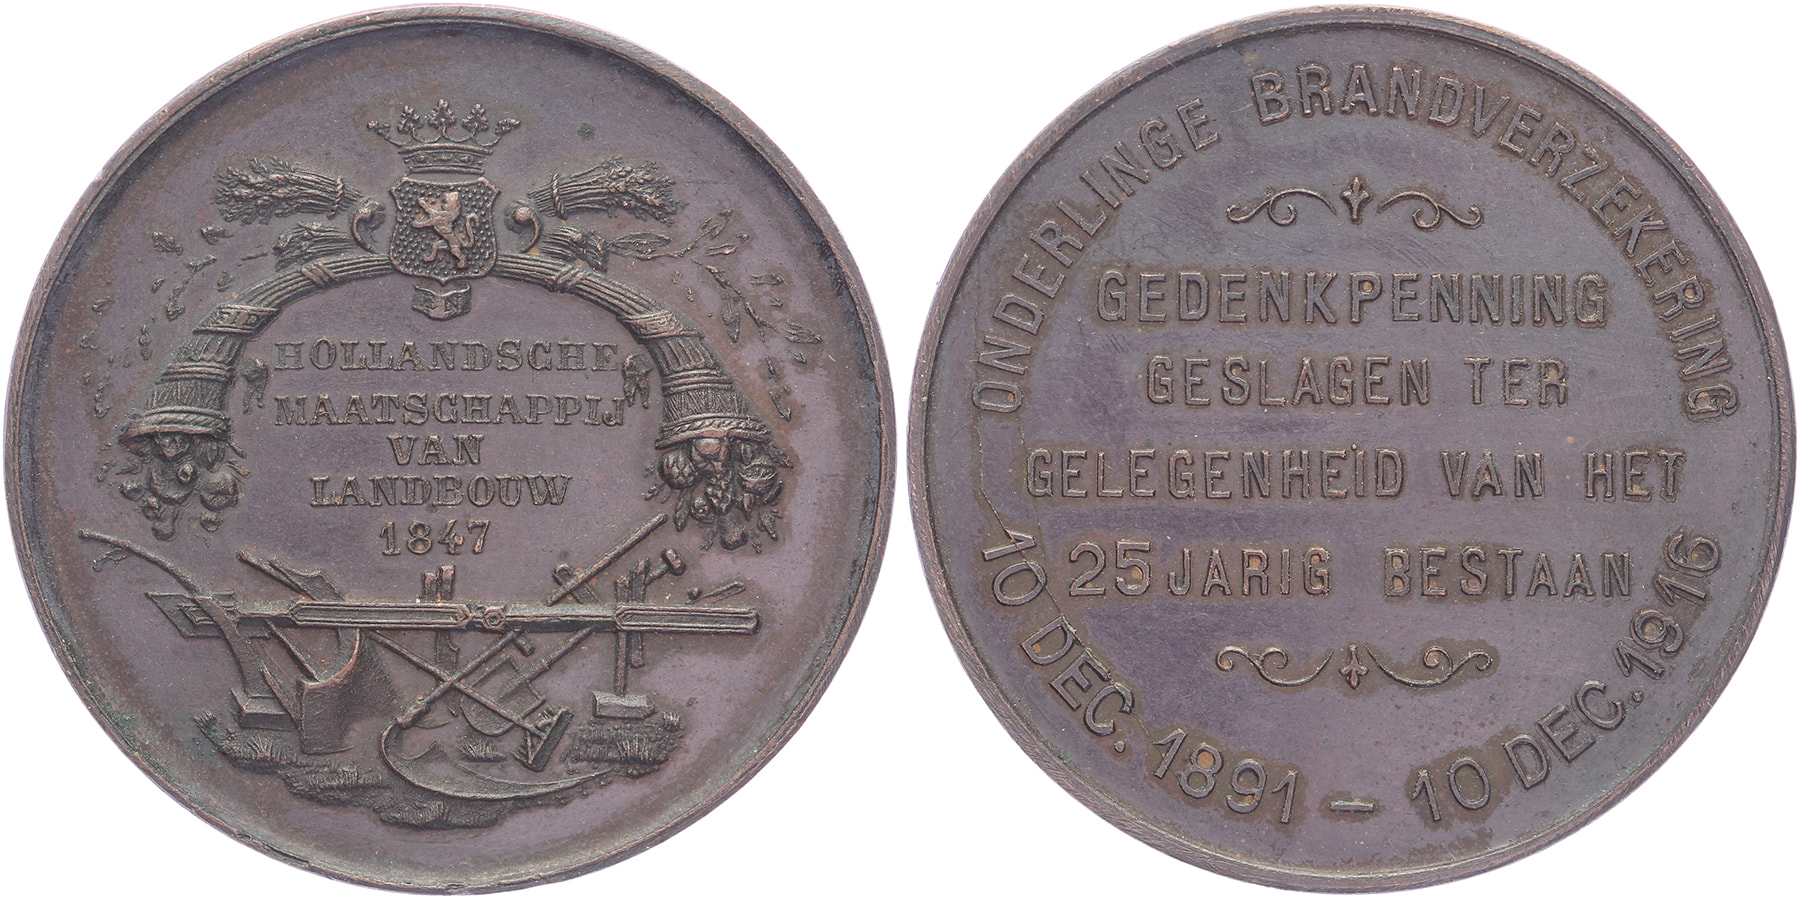 HOLLANDSCHE
MAATSCHAPPIJ
VAN
LANDBOUW
1847
ONDERLINGE BRANDVERZEKERING
GEDENKPENNING
GESLAGEN TER
GELEGENHEID VAN HET
25 JARIG BESTAAN
10 DEC. 1891 – 10 DEC. 1916